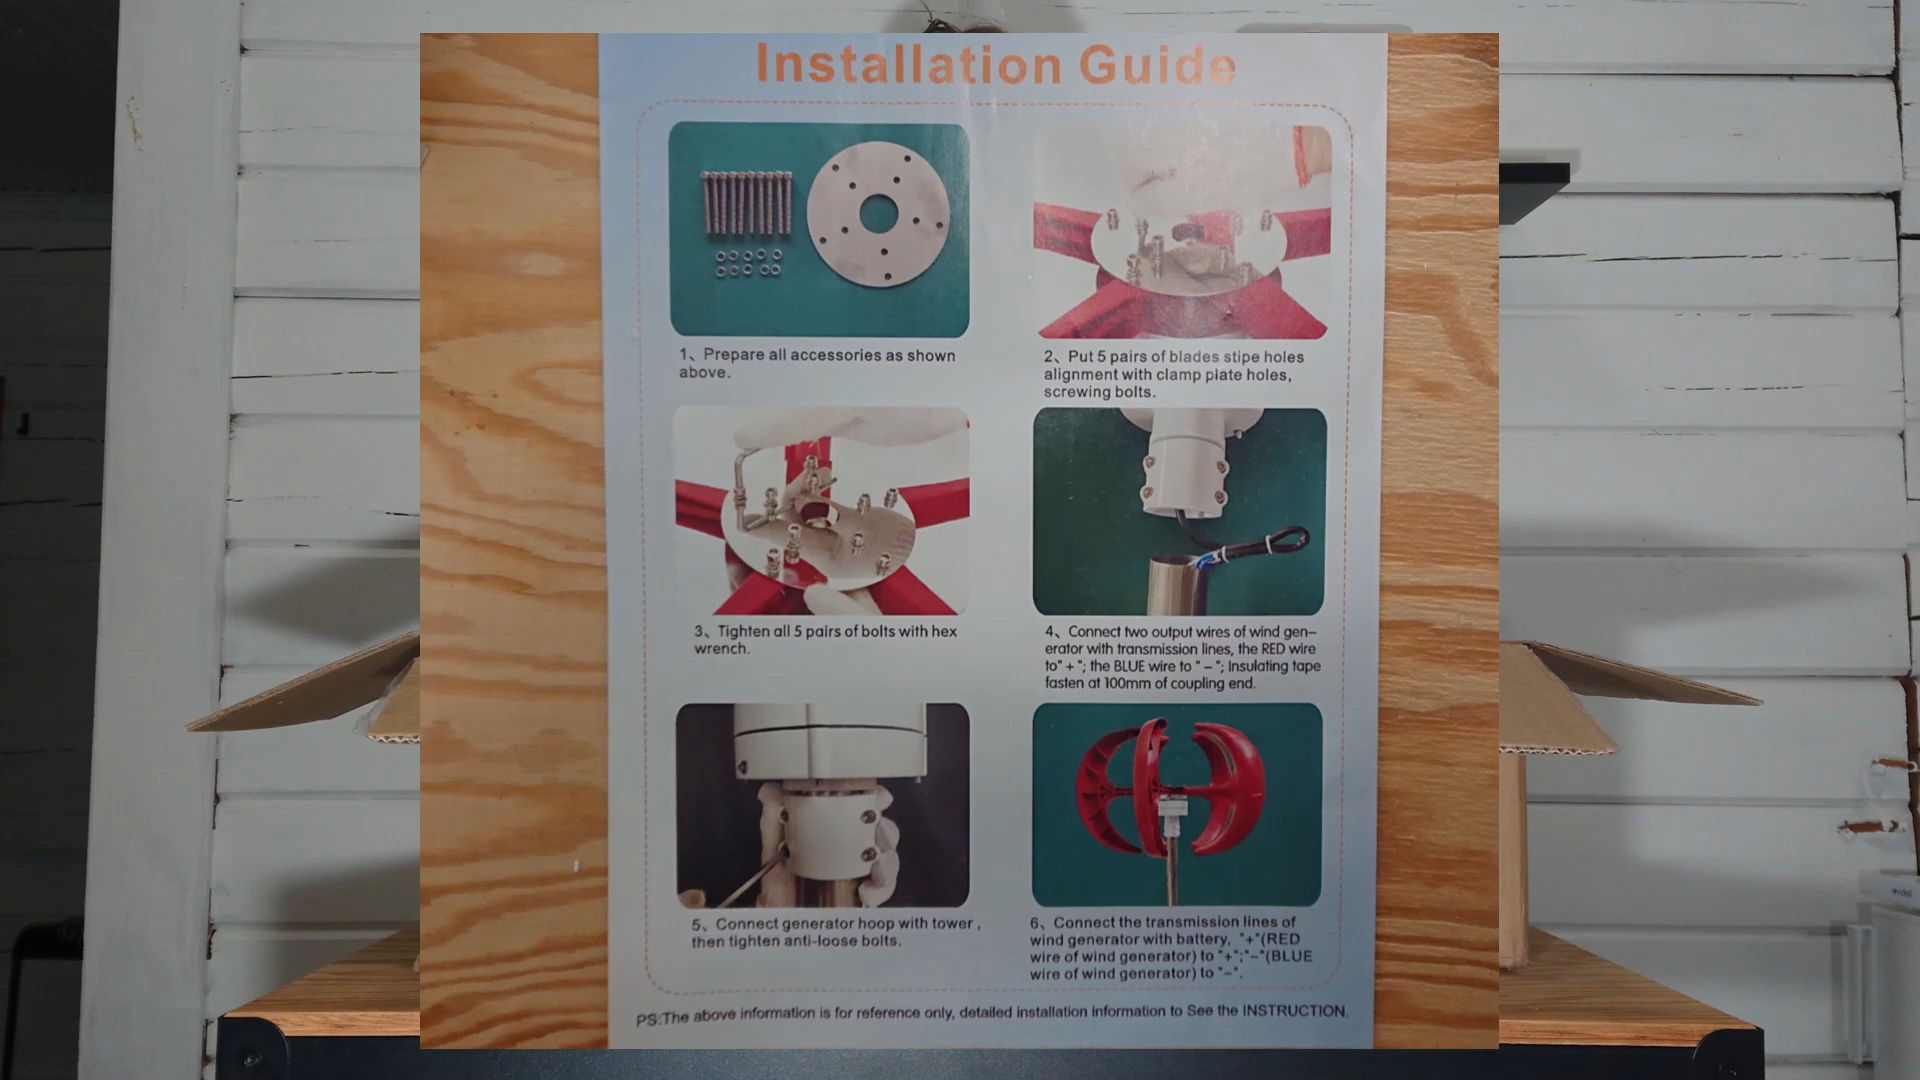 Installation Guide
1、Prepare all accessories as shown
above.
2、Put 5 pairs of blades stipe holes
alignment with clamp plate holes,
screwing bolts.
3、Tighten all 5 pairs of bolts with hex
wrench.
4、Connect two output wires of wind gen-
erator with transmission lines, the RED wire
to"+"; the BLUE wire to "–"; Insulating tape
fasten at 100mm of coupling end.
5、Connect generator hoop with tower,
then tighten anti-loose bolts.
6、Connect the transmission lines of
wind generator with battery, "+"(RED
wire of wind generator) to "+";"–"(BLUE
wire of wind generator) to "–".
PS:The above information is for reference only, detailed installation information to See the INSTRUCTION.